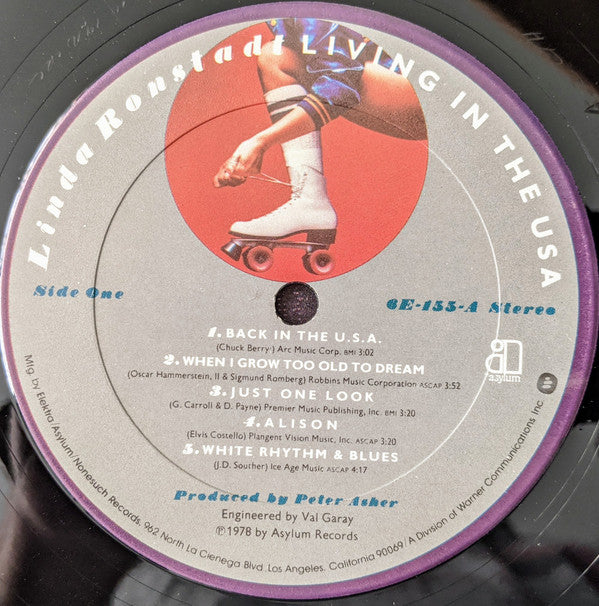 Linda Ronstadt LIVING IN THE USA
Side One
6E-155-A Stereo
1. BACK IN THE U.S.A.
(Chuck Berry) Arc Music Corp. BMI 3:02
2. WHEN I GROW TOO OLD TO DREAM
(Oscar Hammerstein, II & Sigmund Romberg) Robbins Music Corporation ASCAP 3:52
3. JUST ONE LOOK
(G. Carroll & D. Payne) Premier Music Publishing, Inc. BMI 3:20
4. ALISON
(Elvis Costello) Plangent Vision Music, Inc. ASCAP 3:20
5. WHITE RHYTHM & BLUES
(J.D. Souther) Ice Age Music ASCAP 4:17
asylum
Produced by Peter Asher
Engineered by Val Garay
Ⓟ1978 by Asylum Records
Mfg. by Elektra/Asylum/Nonesuch Records, 962 North La Cienega Blvd. Los Angeles, California 90069/A Division of Warner Communications Inc.